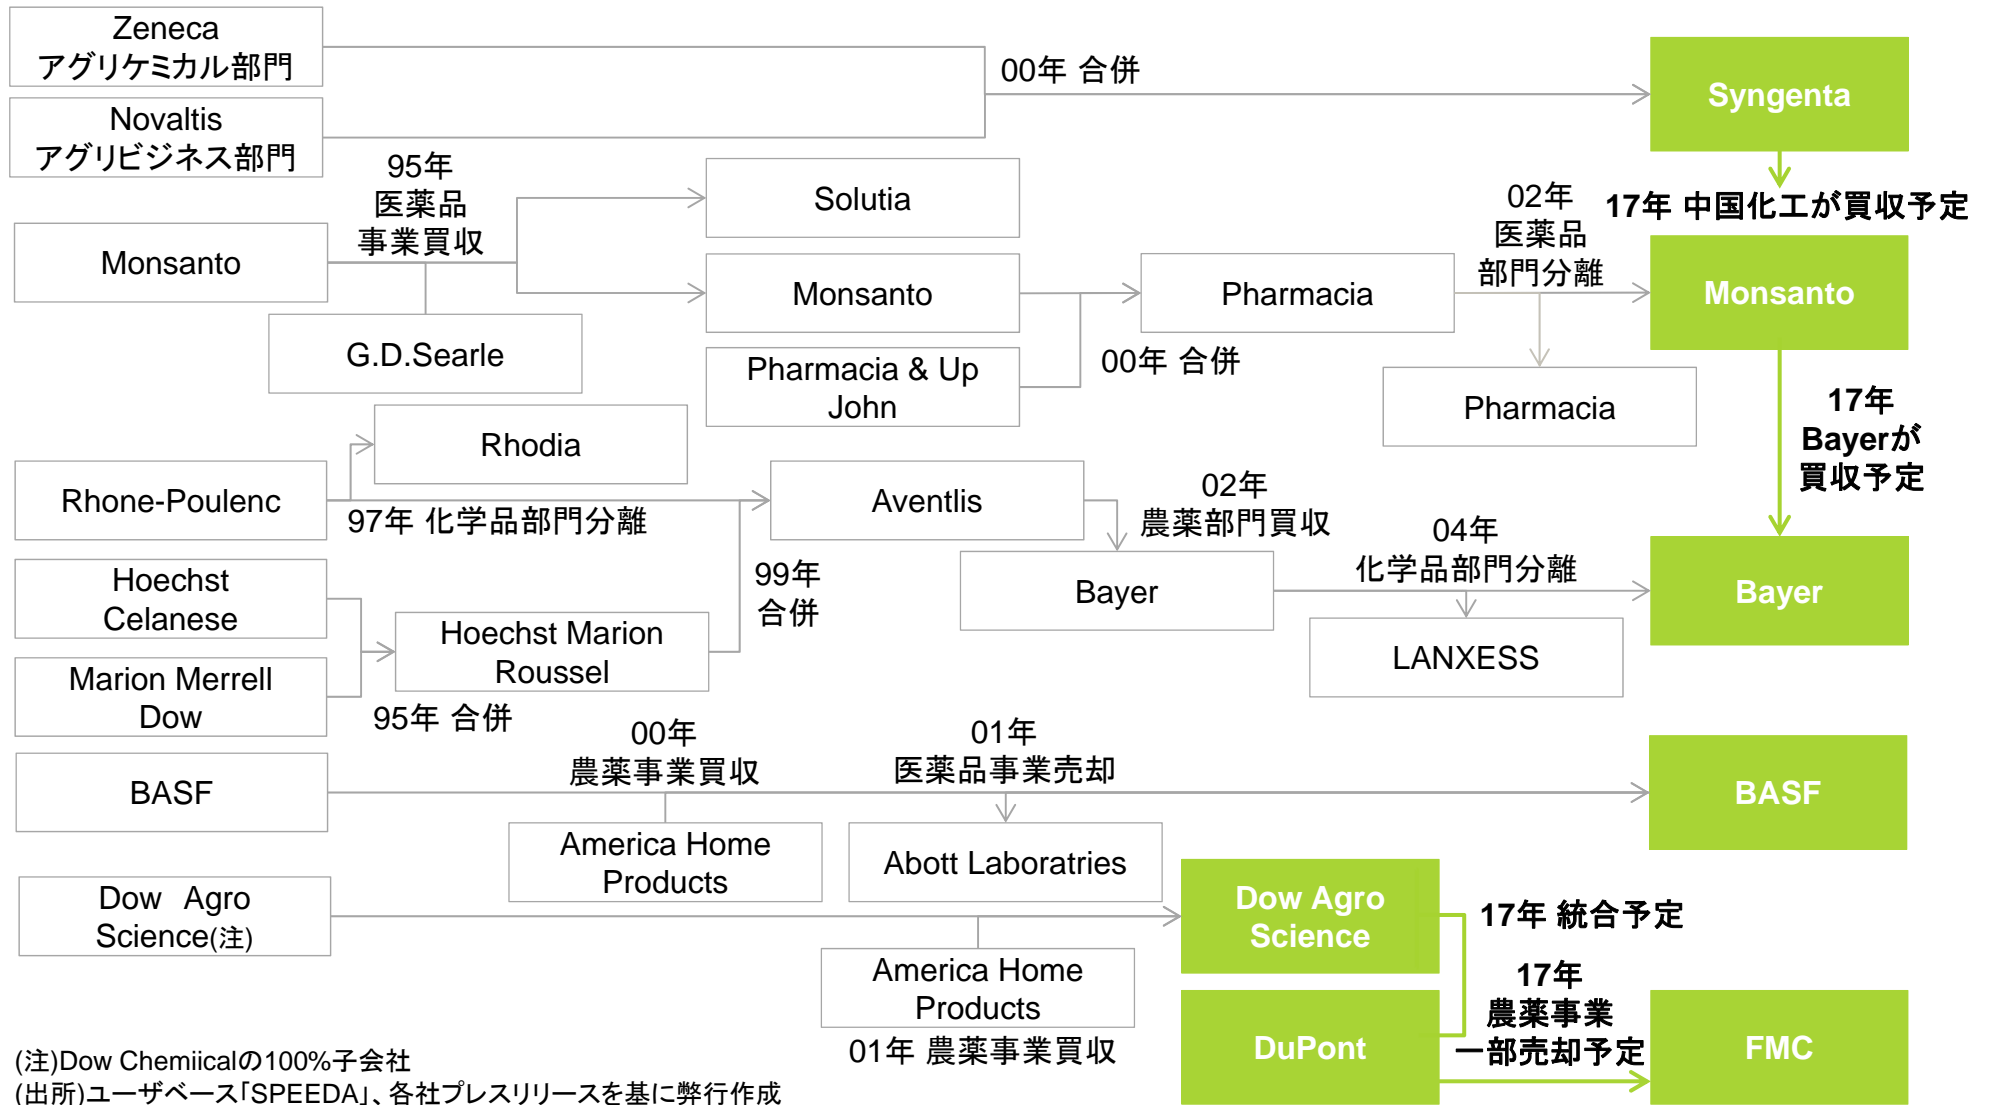 Zeneca
アグリケミカル部門
00年 合併
Syngenta
Novaltis
アグリビジネス部門
17年 中国化工が買収予定
95年
医薬品
事業買収
Solutia
02年
医薬品
部門分離
Monsanto
Monsanto
Pharmacia
Monsanto
G.D.Searle
Pharmacia & Up
John
00年 合併
Pharmacia
17年
Bayerが
買収予定
Rhodia
Rhone-Poulenc
97年 化学品部門分離
Aventlis
02年
農薬部門買収
04年
化学品部門分離
Hoechst
Celanese
99年
合併
Bayer
Bayer
Hoechst Marion
Roussel
LANXESS
Marion Merrell
Dow
95年 合併
00年
農薬事業買収
01年
医薬品事業売却
BASF
BASF
America Home
Products
Abott Laboratries
Dow Agro
Science(注)
Dow Agro
Science
17年 統合予定
America Home
Products
01年 農薬事業買収
DuPont
17年
農薬事業
一部売却予定
FMC
(注)Dow Chemiicalの100%子会社
(出所)ユーザベース「SPEEDA」、各社プレスリリースを基に弊行作成